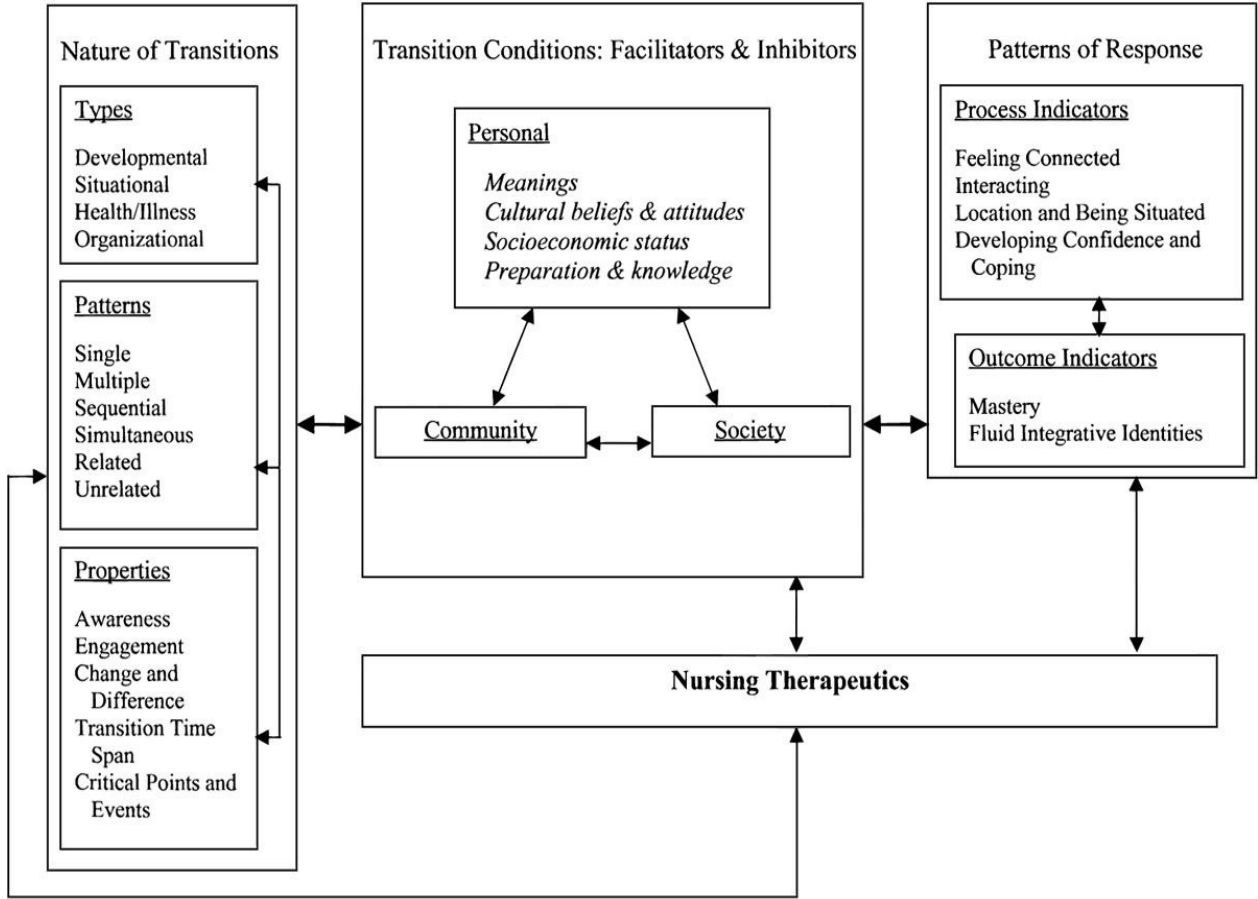 Nature of Transitions
Types
Developmental
Situational
Health/Illness
Organizational
Patterns
Single
Multiple
Sequential
Simultaneous
Related
Unrelated
Properties
Awareness
Engagement
Change and
Difference
Transition Time
Span
Critical Points and
Events
Transition Conditions: Facilitators & Inhibitors
Personal
Meanings
Cultural beliefs & attitudes
Socioeconomic status
Preparation & knowledge
Community
Society
Patterns of Response
Process Indicators
Feeling Connected
Interacting
Location and Being Situated
Developing Confidence and
Coping
Outcome Indicators
Mastery
Fluid Integrative Identities
Nursing Therapeutics